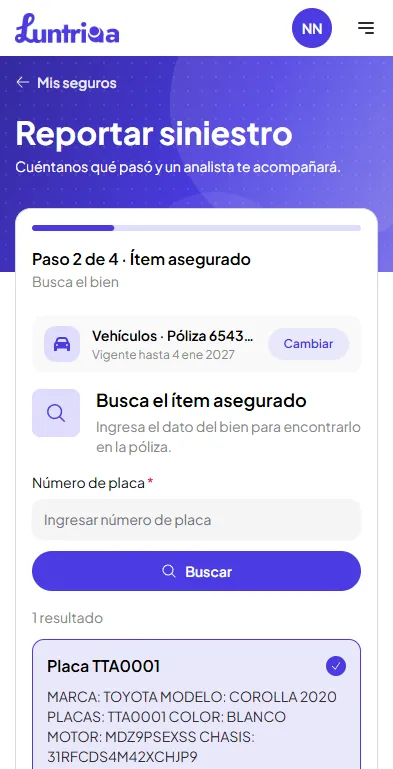 Luntriqa
NN
← Mis seguros
Reportar siniestro
Cuéntanos qué pasó y un analista te acompañará.
Paso 2 de 4 · Ítem asegurado
Busca el bien
Vehículos · Póliza 6543...
Vigente hasta 4 ene 2027
Cambiar
Busca el ítem asegurado
Ingresa el dato del bien para encontrarlo
en la póliza.
Número de placa *
Ingresar número de placa
Buscar
1 resultado
Placa TTA0001
MARCA: TOYOTA MODELO: COROLLA 2020
PLACAS: TTA0001 COLOR: BLANCO
MOTOR: MDZ9PSEXSS CHASIS:
31RFCDS4M42XCHJP9